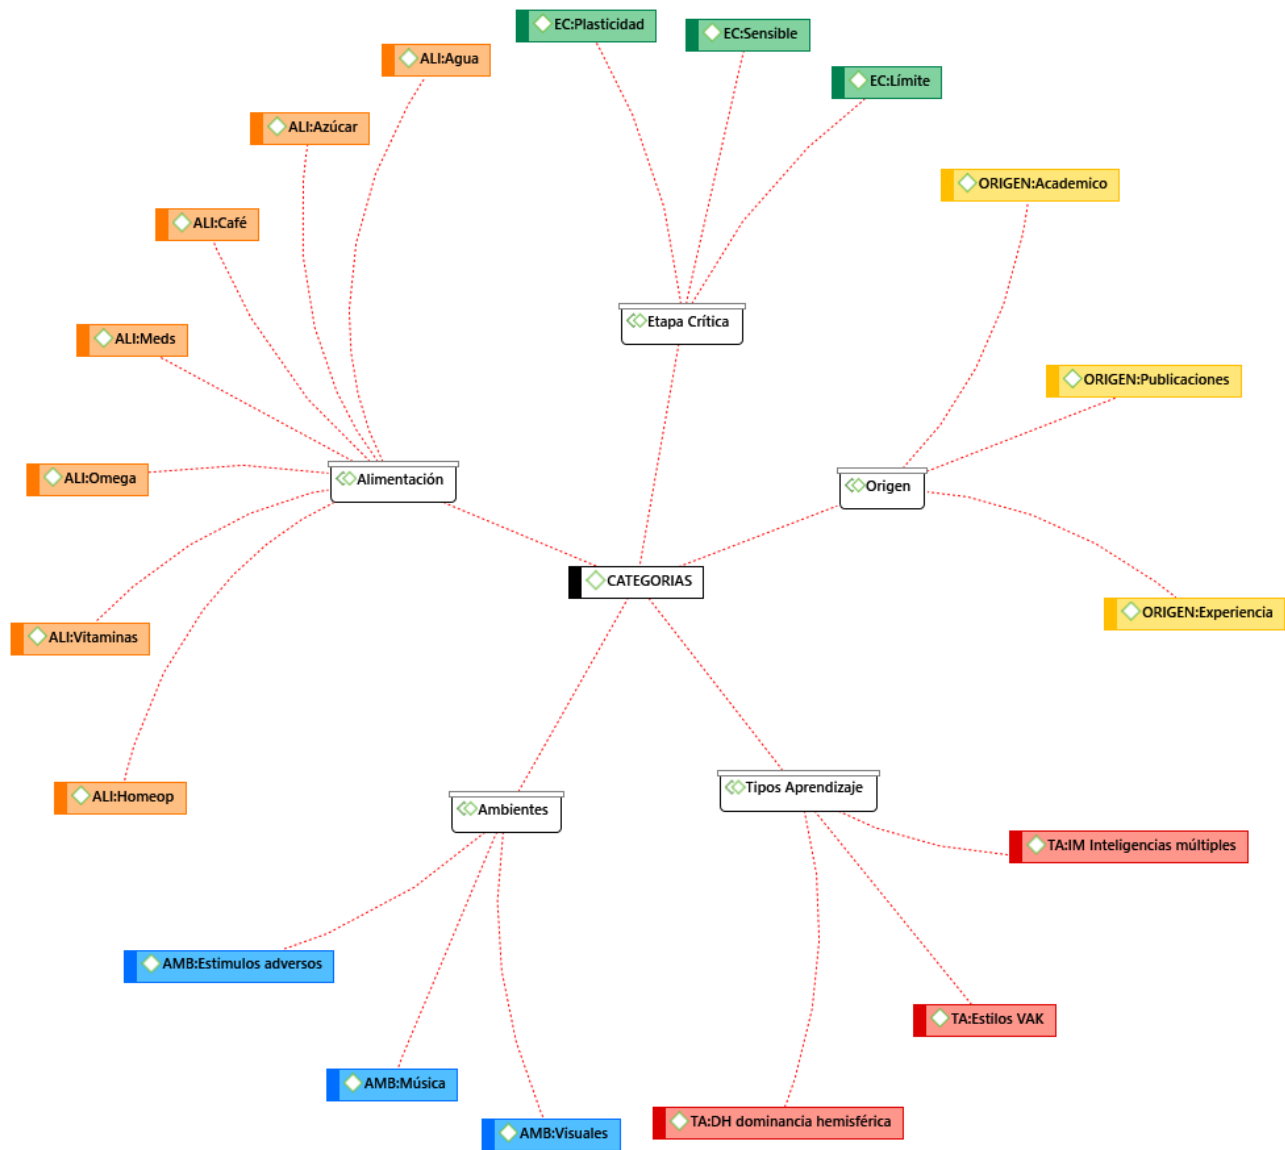 EC:Plasticidad
EC:Sensible
ALI:Agua
EC:Límite
ALI:Azúcar
ORIGEN:Academico
ALI:Café
Etapa Crítica
ALI:Meds
ORIGEN:Publicaciones
ALI:Omega
Alimentación
Origen
CATEGORIAS
ORIGEN:Experiencia
ALI:Vitaminas
ALI:Homeop
Ambientes
Tipos Aprendizaje
TA:IM Inteligencias múltiples
AMB:Estimulos adversos
TA:Estilos VAK
AMB:Música
TA:DH dominancia hemisférica
AMB:Visuales